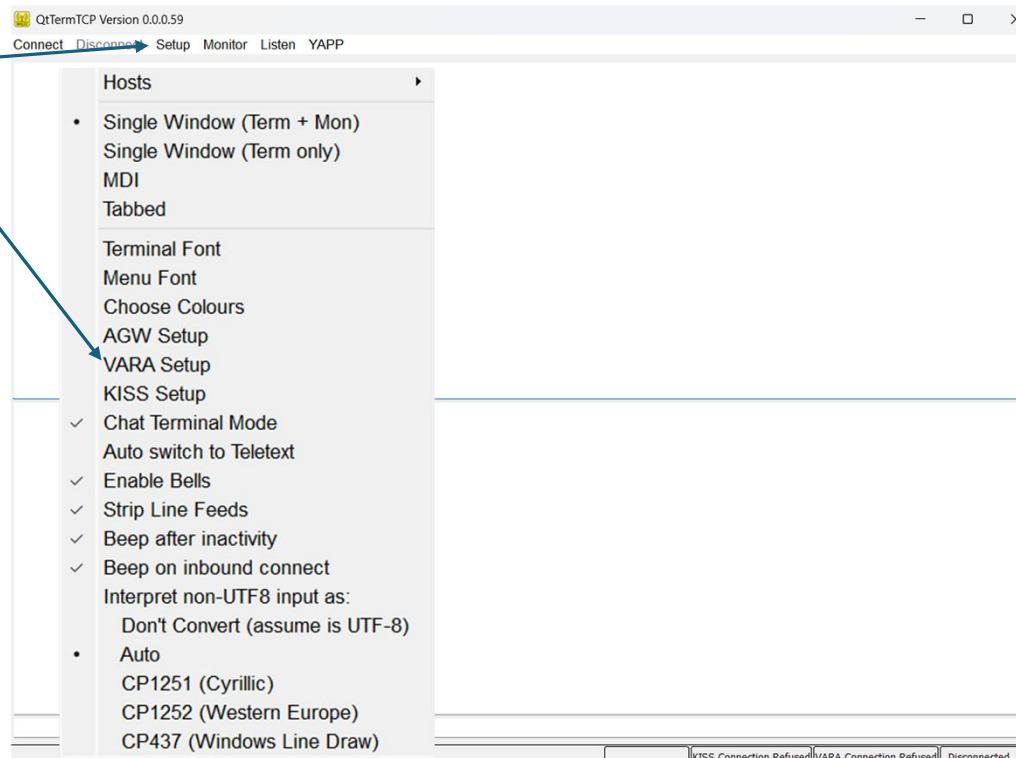 QtTermTCP Version 0.0.0.59
Connect Disconnect Setup Monitor Listen YAPP
Hosts
Single Window (Term + Mon)
Single Window (Term only)
MDI
Tabbed
Terminal Font
Menu Font
Choose Colours
AGW Setup
VARA Setup
KISS Setup
Chat Terminal Mode
Auto switch to Teletext
Enable Bells
Strip Line Feeds
Beep after inactivity
Beep on inbound connect
Interpret non-UTF8 input as:
Don't Convert (assume is UTF-8)
Auto
CP1251 (Cyrillic)
CP1252 (Western Europe)
CP437 (Windows Line Draw)
KISS Connection Refused VARA Connection Refused Disconnected